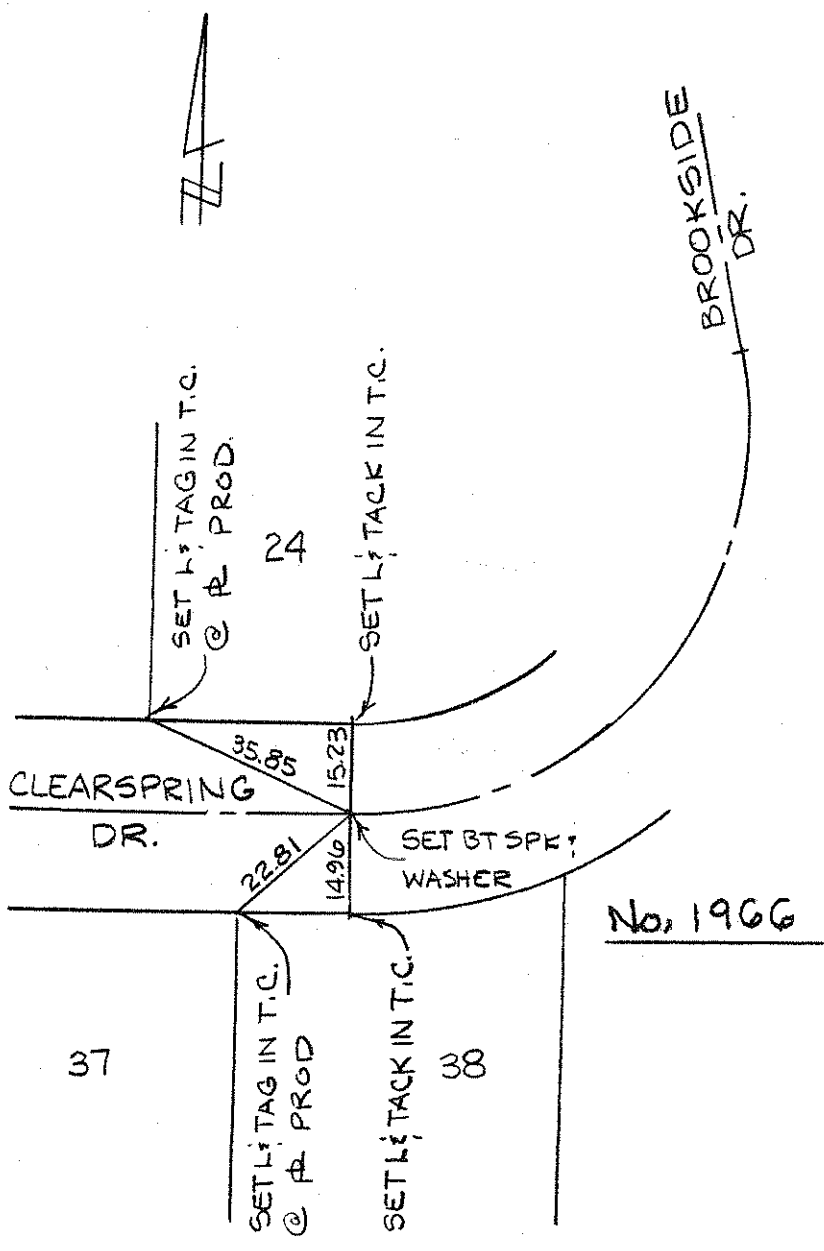 N
BROOKSIDE
DR.
SET L & TAG IN T.C.
@ ℄ PROD.
24
SET L & TACK IN T.C.
35.85
15.23
CLEARSPRING
DR.
22.81
14.96
SET BT SPK &
WASHER
No. 1966
37
SET L & TAG IN T.C.
@ ℄ PROD
SET L & TACK IN T.C.
38